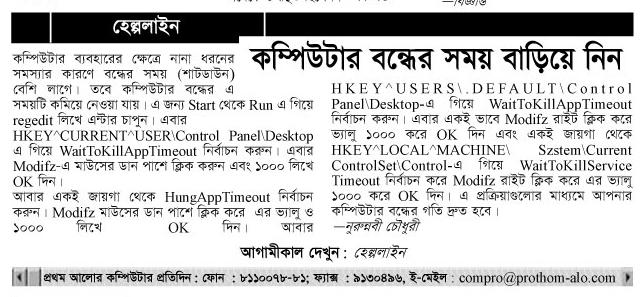 —বিজ্ঞপ্তি
হেল্পলাইন
কম্পিউটার বন্ধের সময় বাড়িয়ে নিন
কম্পিউটার ব্যবহারের ক্ষেত্রে নানা ধরনের
সমস্যার কারণে বন্ধের সময় (শাটডাউন)
বেশি লাগে। তবে কম্পিউটার বন্ধের এ
সময়টি কমিয়ে নেওয়া যায়। এ জন্য Start থেকে Run এ গিয়ে
regedit লিখে এন্টার চাপুন। এবার
HKEY^CURRENT^USER\Control Panel\Desktop
এ গিয়ে WaitToKillAppTimeout নির্বাচন করুন। এবার
Modifz-এ মাউসের ডান পাশে ক্লিক করুন এবং ১০০০ লিখে
OK দিন।
আবার একই জায়গা থেকে HungAppTimeout নির্বাচন
করুন। Modifz মাউসের ডান পাশে ক্লিক করে এর ভ্যালু ও
১০০০ লিখে OK দিন। আবার
HKEY^USERS\.DEFAULT\Control
Panel\Desktop-এ গিয়ে WaitToKillAppTimeout
নির্বাচন করুন। এবার একই ভাবে Modifz রাইট ক্লিক করে
ভ্যালু ১০০০ করে OK দিন এবং একই জায়গা থেকে
HKEY^LOCAL^MACHINE\ Szstem\Current
ControlSet\Control-এ গিয়ে WaitToKillService
Timeout নির্বাচন করে Modifz রাইট ক্লিক করে এর ভ্যালু
১০০০ করে OK দিন। এ প্রক্রিয়াগুলোর মাধ্যমে আপনার
কম্পিউটার বন্ধের গতি দ্রুত হবে।
—নুরুন্নবী চৌধুরী
আগামীকাল দেখুন : হেল্পলাইন
প্রথম আলোর কম্পিউটার প্রতিদিন : ফোন : ৮১১০০৭৮-৮১; ফ্যাক্স : ৯১৩০৪৯৬, ই-মেইল : compro@prothom-alo.com